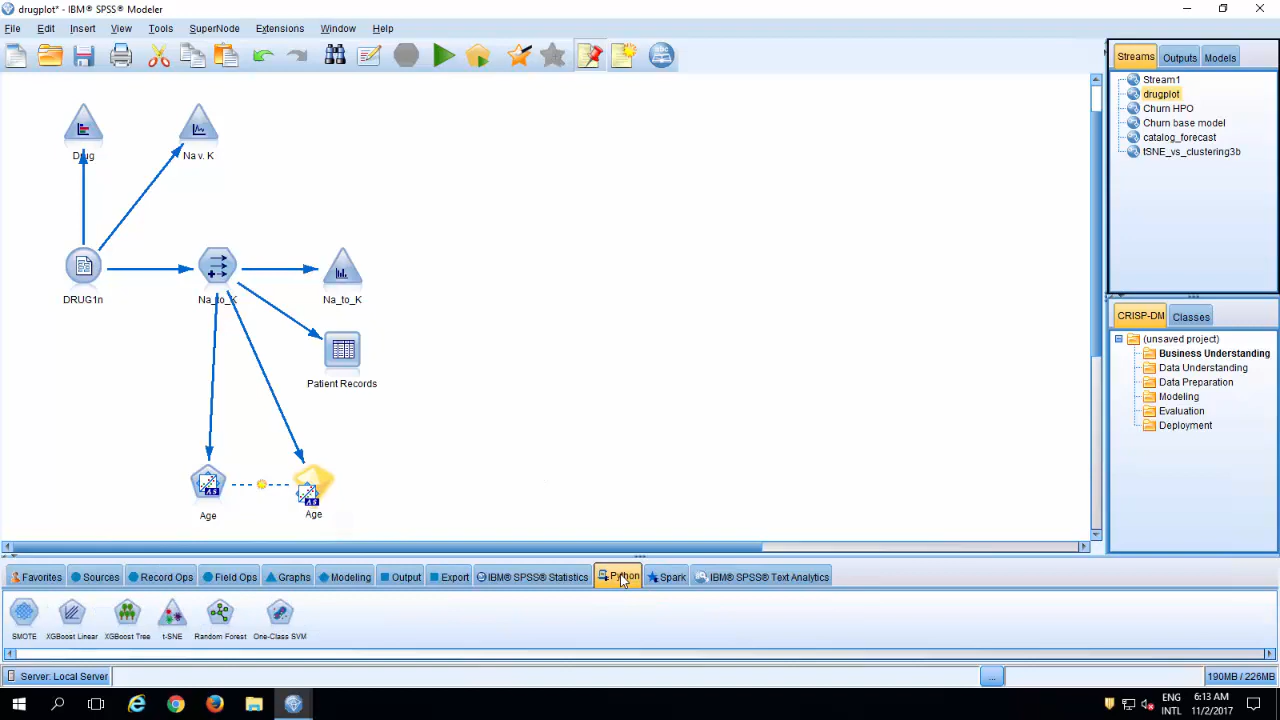 drugplot* - IBM® SPSS® Modeler
File Edit Insert View Tools SuperNode Extensions Window Help
Streams Outputs Models
Stream1
drugplot
Churn HPO
Churn base model
catalog_forecast
tSNE_vs_clustering3b
Drug
Na v. K
DRUG1n
Na_to_K
Na_to_K
Patient Records
Age
Age
CRISP-DM Classes
(unsaved project)
Business Understanding
Data Understanding
Data Preparation
Modeling
Evaluation
Deployment
Favorites Sources Record Ops Field Ops Graphs Modeling Output Export IBM® SPSS® Statistics Python Spark IBM® SPSS® Text Analytics
SMOTE XGBoost Linear XGBoost Tree t-SNE Random Forest One-Class SVM
Server: Local Server
...
190MB / 226MB
ENG
INTL
6:13 AM
11/2/2017